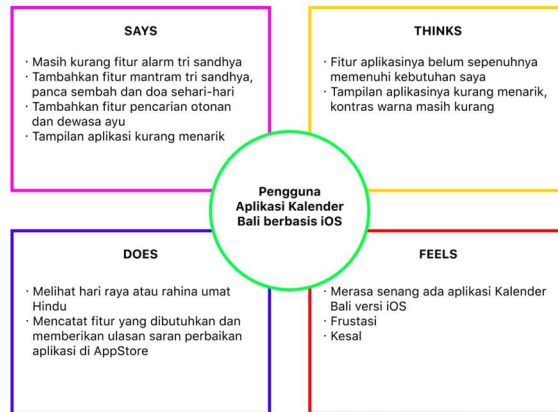 SAYS
· Masih kurang fitur alarm tri sandhya
· Tambahkan fitur mantram tri sandhya,
panca sembah dan doa sehari-hari
· Tambahkan fitur pencarian otonan
dan dewasa ayu
· Tampilan aplikasi kurang menarik
THINKS
· Fitur aplikasinya belum sepenuhnya
memenuhi kebutuhan saya
· Tampilan aplikasinya kurang menarik,
kontras warna masih kurang
Pengguna
Aplikasi Kalender
Bali berbasis iOS
DOES
· Melihat hari raya atau rahina umat
Hindu
· Mencatat fitur yang dibutuhkan dan
memberikan ulasan saran perbaikan
aplikasi di AppStore
FEELS
· Merasa senang ada aplikasi Kalender
Bali versi iOS
· Frustasi
· Kesal